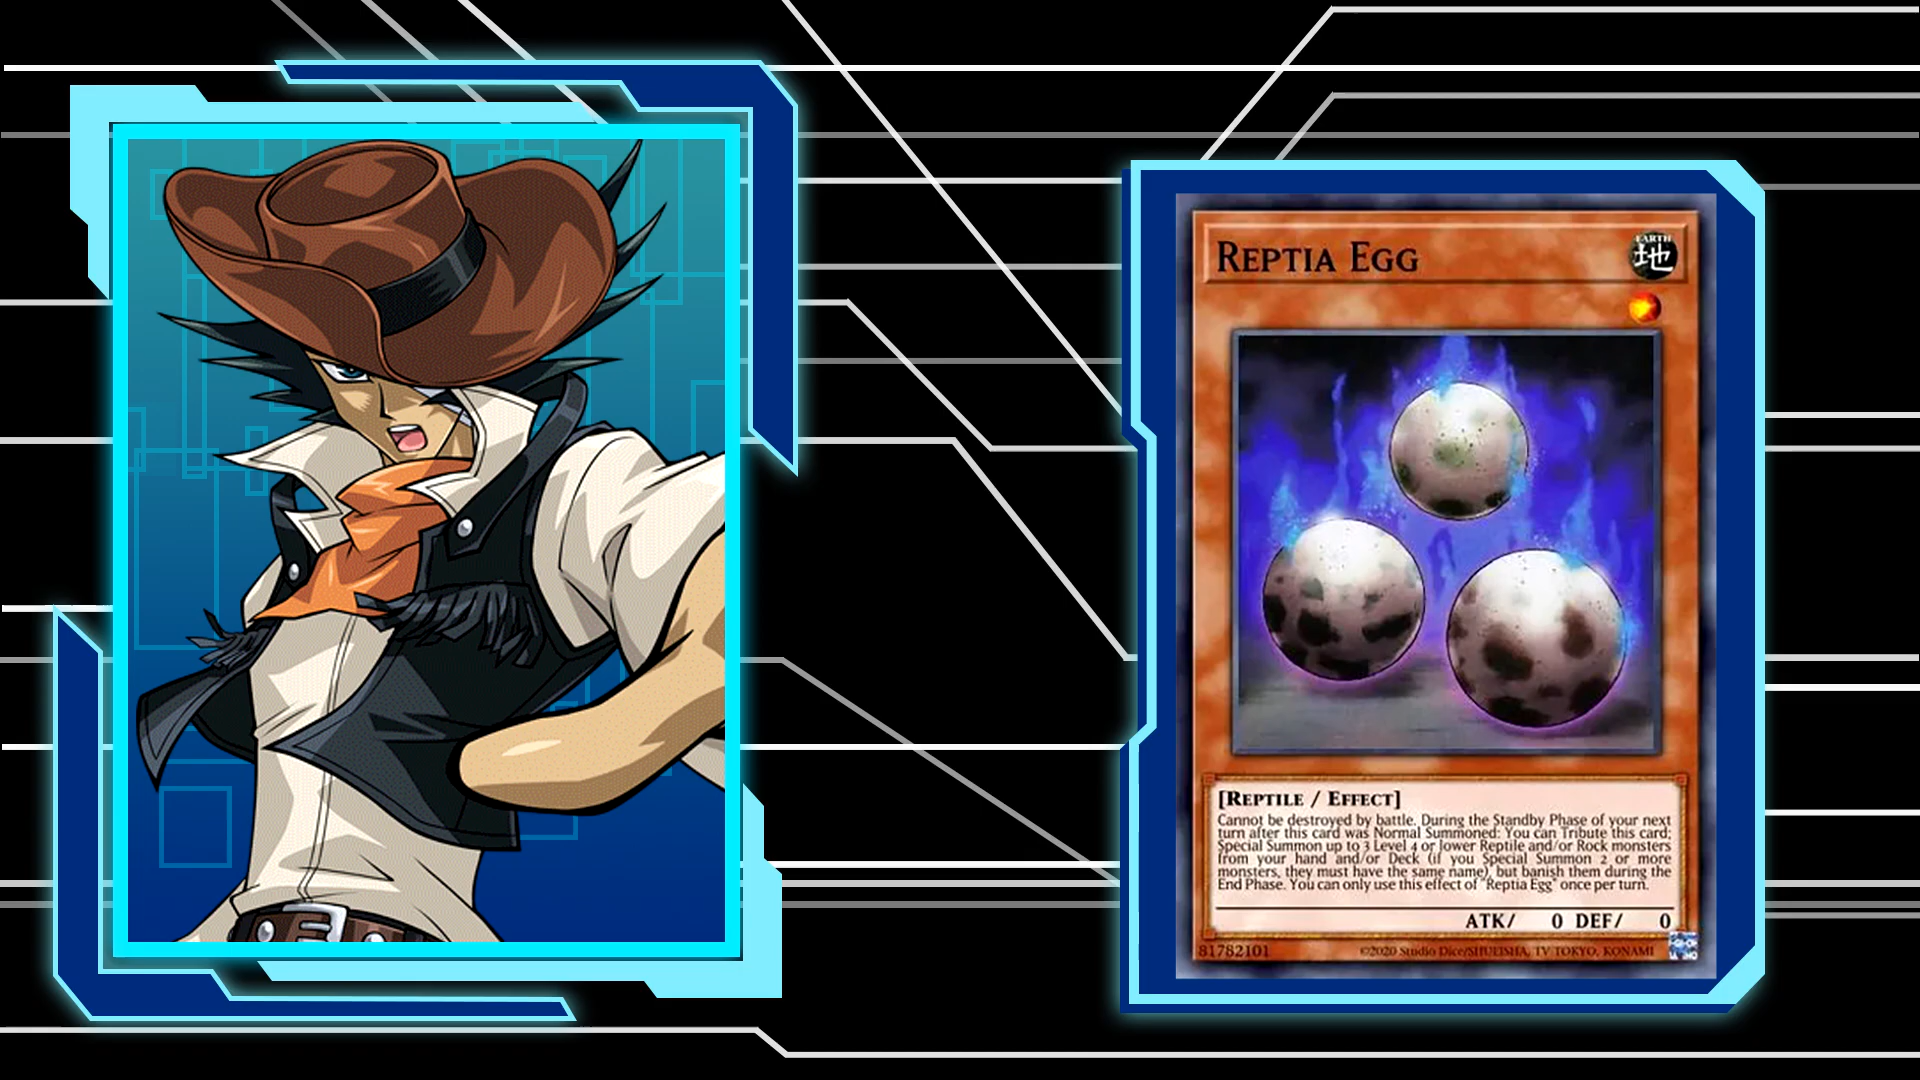 Reptia Egg
EARTH
地
[Reptile / Effect]
Cannot be destroyed by battle. During the Standby Phase of your next
turn after this card was Normal Summoned: You can Tribute this card;
Special Summon up to 3 Level 4 or lower Reptile and/or Rock monsters
from your hand and/or Deck (if you Special Summon 2 or more
monsters, they must have the same name), but banish them during the
End Phase. You can only use this effect of "Reptia Egg" once per turn.
ATK/ 0 DEF/ 0
81782101 ©2020 Studio Dice/SHUEISHA, TV TOKYO, KONAMI